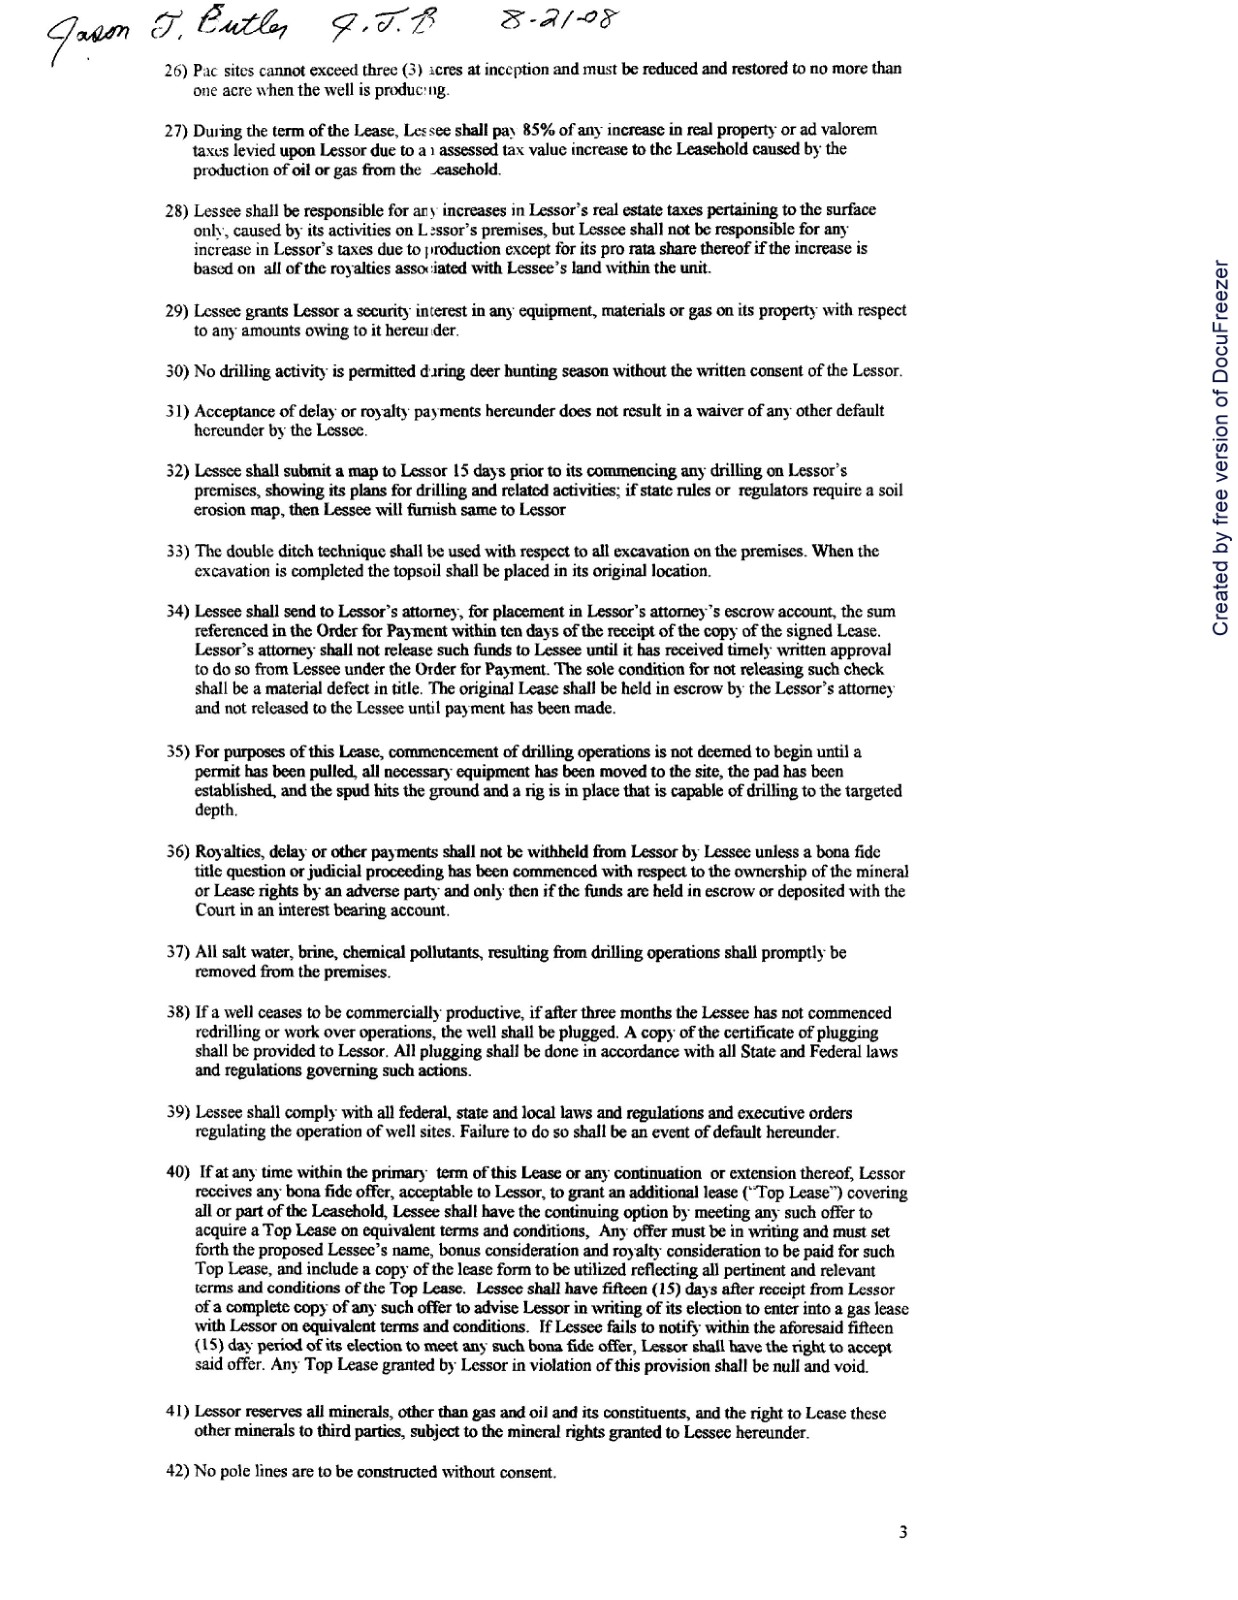 Jason T. Butler J.T.B 8-21-08
26) Pad sites cannot exceed three (3) acres at inception and must be reduced and restored to no more than
one acre when the well is producing.
27) During the term of the Lease, Lessee shall pay 85% of any increase in real property or ad valorem
taxes levied upon Lessor due to an assessed tax value increase to the Leasehold caused by the
production of oil or gas from the Leasehold.
28) Lessee shall be responsible for any increases in Lessor's real estate taxes pertaining to the surface
only, caused by its activities on Lessor's premises, but Lessee shall not be responsible for any
increase in Lessor's taxes due to production except for its pro rata share thereof if the increase is
based on all of the royalties associated with Lessee's land within the unit.
29) Lessee grants Lessor a security interest in any equipment, materials or gas on its property with respect
to any amounts owing to it hereunder.
30) No drilling activity is permitted during deer hunting season without the written consent of the Lessor.
31) Acceptance of delay or royalty payments hereunder does not result in a waiver of any other default
hereunder by the Lessee.
32) Lessee shall submit a map to Lessor 15 days prior to its commencing any drilling on Lessor's
premises, showing its plans for drilling and related activities; if state rules or regulators require a soil
erosion map, then Lessee will furnish same to Lessor
33) The double ditch technique shall be used with respect to all excavation on the premises. When the
excavation is completed the topsoil shall be placed in its original location.
34) Lessee shall send to Lessor's attorney, for placement in Lessor's attorney's escrow account, the sum
referenced in the Order for Payment within ten days of the receipt of the copy of the signed Lease.
Lessor's attorney shall not release such funds to Lessee until it has received timely written approval
to do so from Lessee under the Order for Payment. The sole condition for not releasing such check
shall be a material defect in title. The original Lease shall be held in escrow by the Lessor's attorney
and not released to the Lessee until payment has been made.
35) For purposes of this Lease, commencement of drilling operations is not deemed to begin until a
permit has been pulled, all necessary equipment has been moved to the site, the pad has been
established, and the spud hits the ground and a rig is in place that is capable of drilling to the targeted
depth.
36) Royalties, delay or other payments shall not be withheld from Lessor by Lessee unless a bona fide
title question or judicial proceeding has been commenced with respect to the ownership of the mineral
or Lease rights by an adverse party and only then if the funds are held in escrow or deposited with the
Court in an interest bearing account.
37) All salt water, brine, chemical pollutants, resulting from drilling operations shall promptly be
removed from the premises.
38) If a well ceases to be commercially productive, if after three months the Lessee has not commenced
redrilling or work over operations, the well shall be plugged. A copy of the certificate of plugging
shall be provided to Lessor. All plugging shall be done in accordance with all State and Federal laws
and regulations governing such actions.
39) Lessee shall comply with all federal, state and local laws and regulations and executive orders
regulating the operation of well sites. Failure to do so shall be an event of default hereunder.
40) If at any time within the primary term of this Lease or any continuation or extension thereof, Lessor
receives any bona fide offer, acceptable to Lessor, to grant an additional lease ("Top Lease") covering
all or part of the Leasehold, Lessee shall have the continuing option by meeting any such offer to
acquire a Top Lease on equivalent terms and conditions, Any offer must be in writing and must set
forth the proposed Lessee's name, bonus consideration and royalty consideration to be paid for such
Top Lease, and include a copy of the lease form to be utilized reflecting all pertinent and relevant
terms and conditions of the Top Lease. Lessee shall have fifteen (15) days after receipt from Lessor
of a complete copy of any such offer to advise Lessor in writing of its election to enter into a gas lease
with Lessor on equivalent terms and conditions. If Lessee fails to notify within the aforesaid fifteen
(15) day period of its election to meet any such bona fide offer, Lessor shall have the right to accept
said offer. Any Top Lease granted by Lessor in violation of this provision shall be null and void.
41) Lessor reserves all minerals, other than gas and oil and its constituents, and the right to Lease these
other minerals to third parties, subject to the mineral rights granted to Lessee hereunder.
42) No pole lines are to be constructed without consent.
3
Created by free version of DocuFreezer